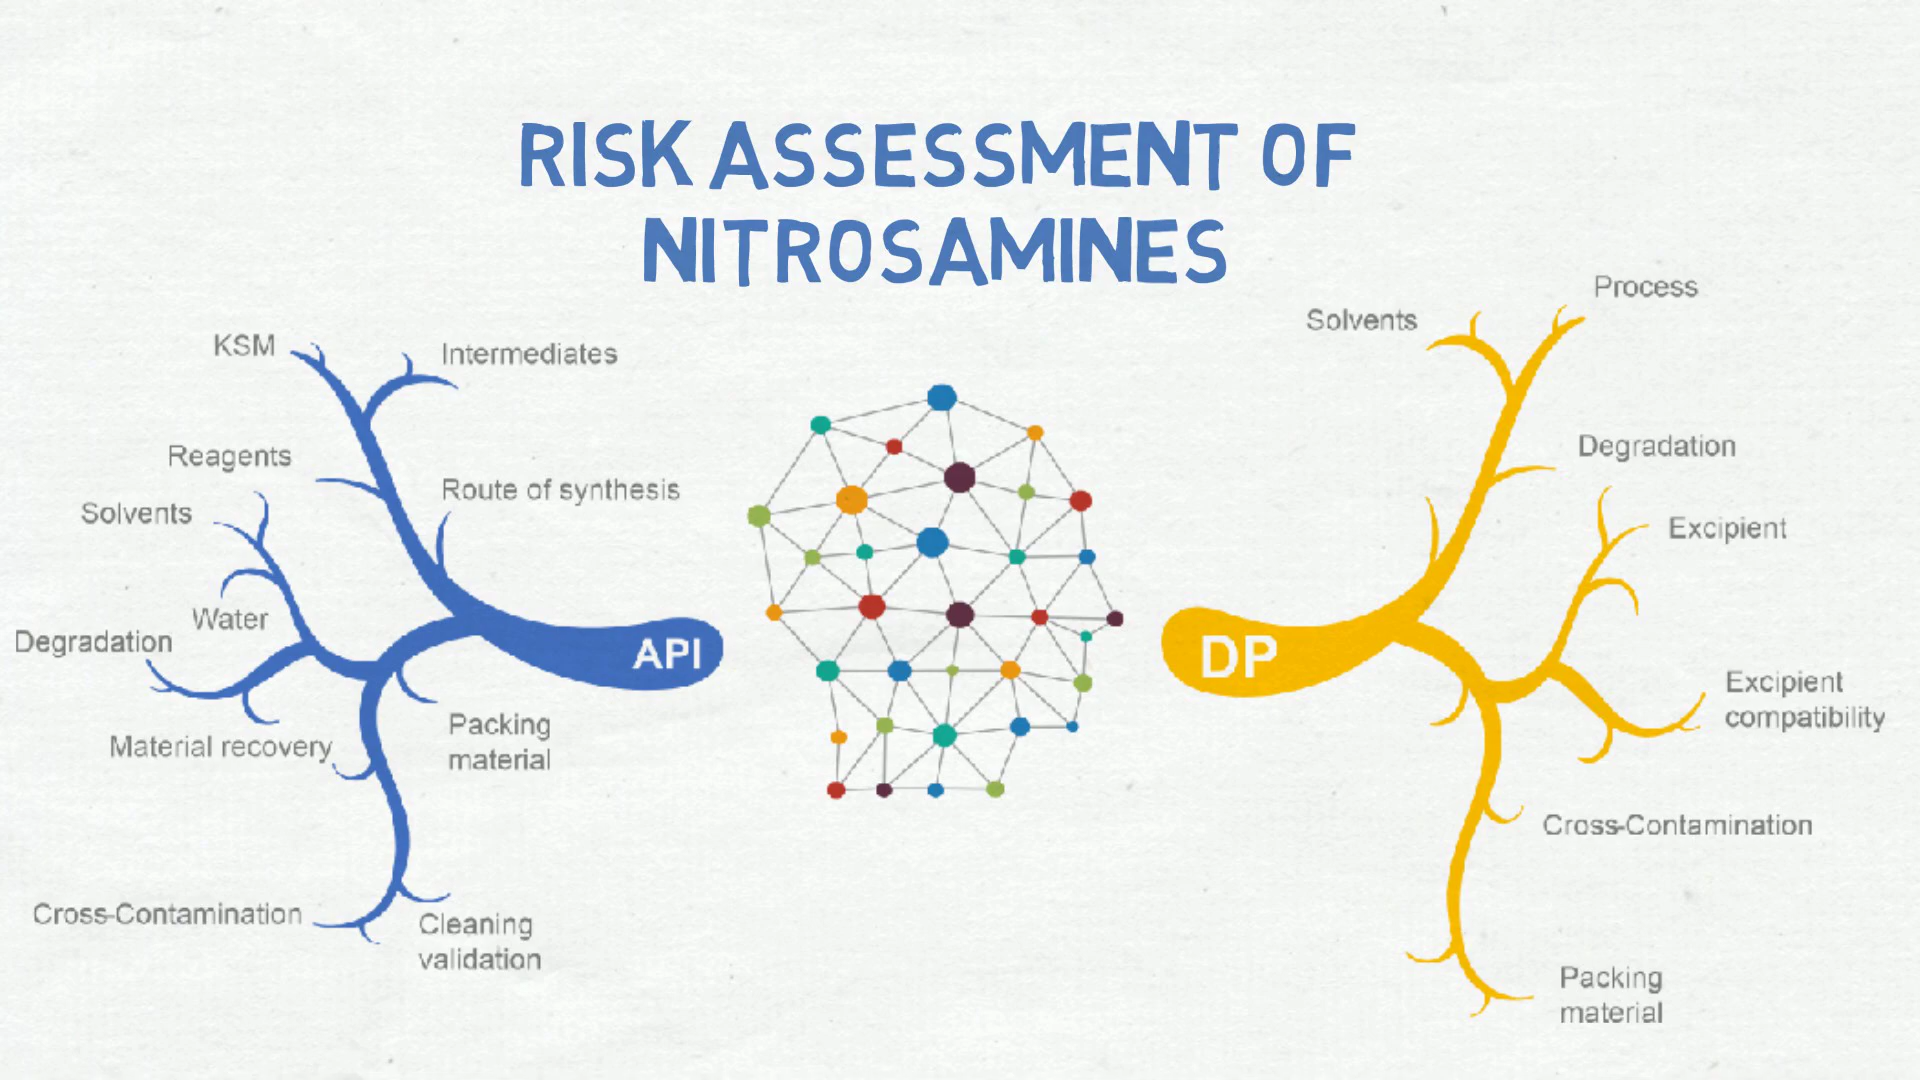 RISK ASSESSMENT OF
NITROSAMINES
KSM
Intermediates
Reagents
Route of synthesis
Solvents
Water
Degradation
API
Packing
material
Material recovery
Cross-Contamination
Cleaning
validation
Process
Solvents
Degradation
Excipient
DP
Excipient
compatibility
Cross-Contamination
Packing
material